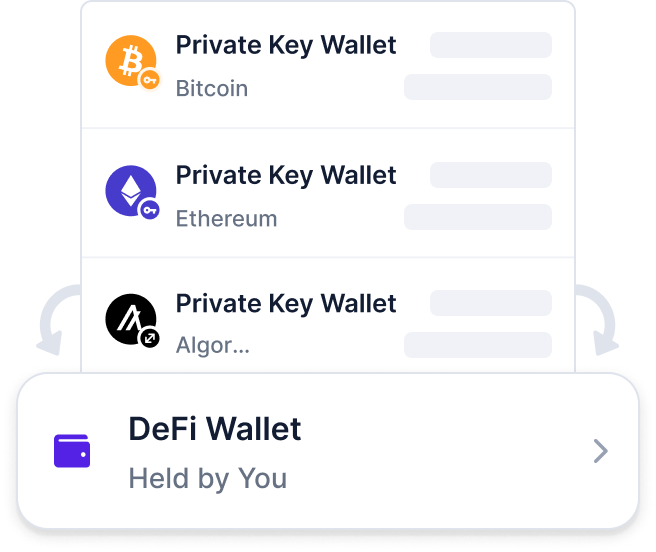 Private Key Wallet
Bitcoin
Private Key Wallet
Ethereum
Private Key Wallet
Algor...
DeFi Wallet
Held by You